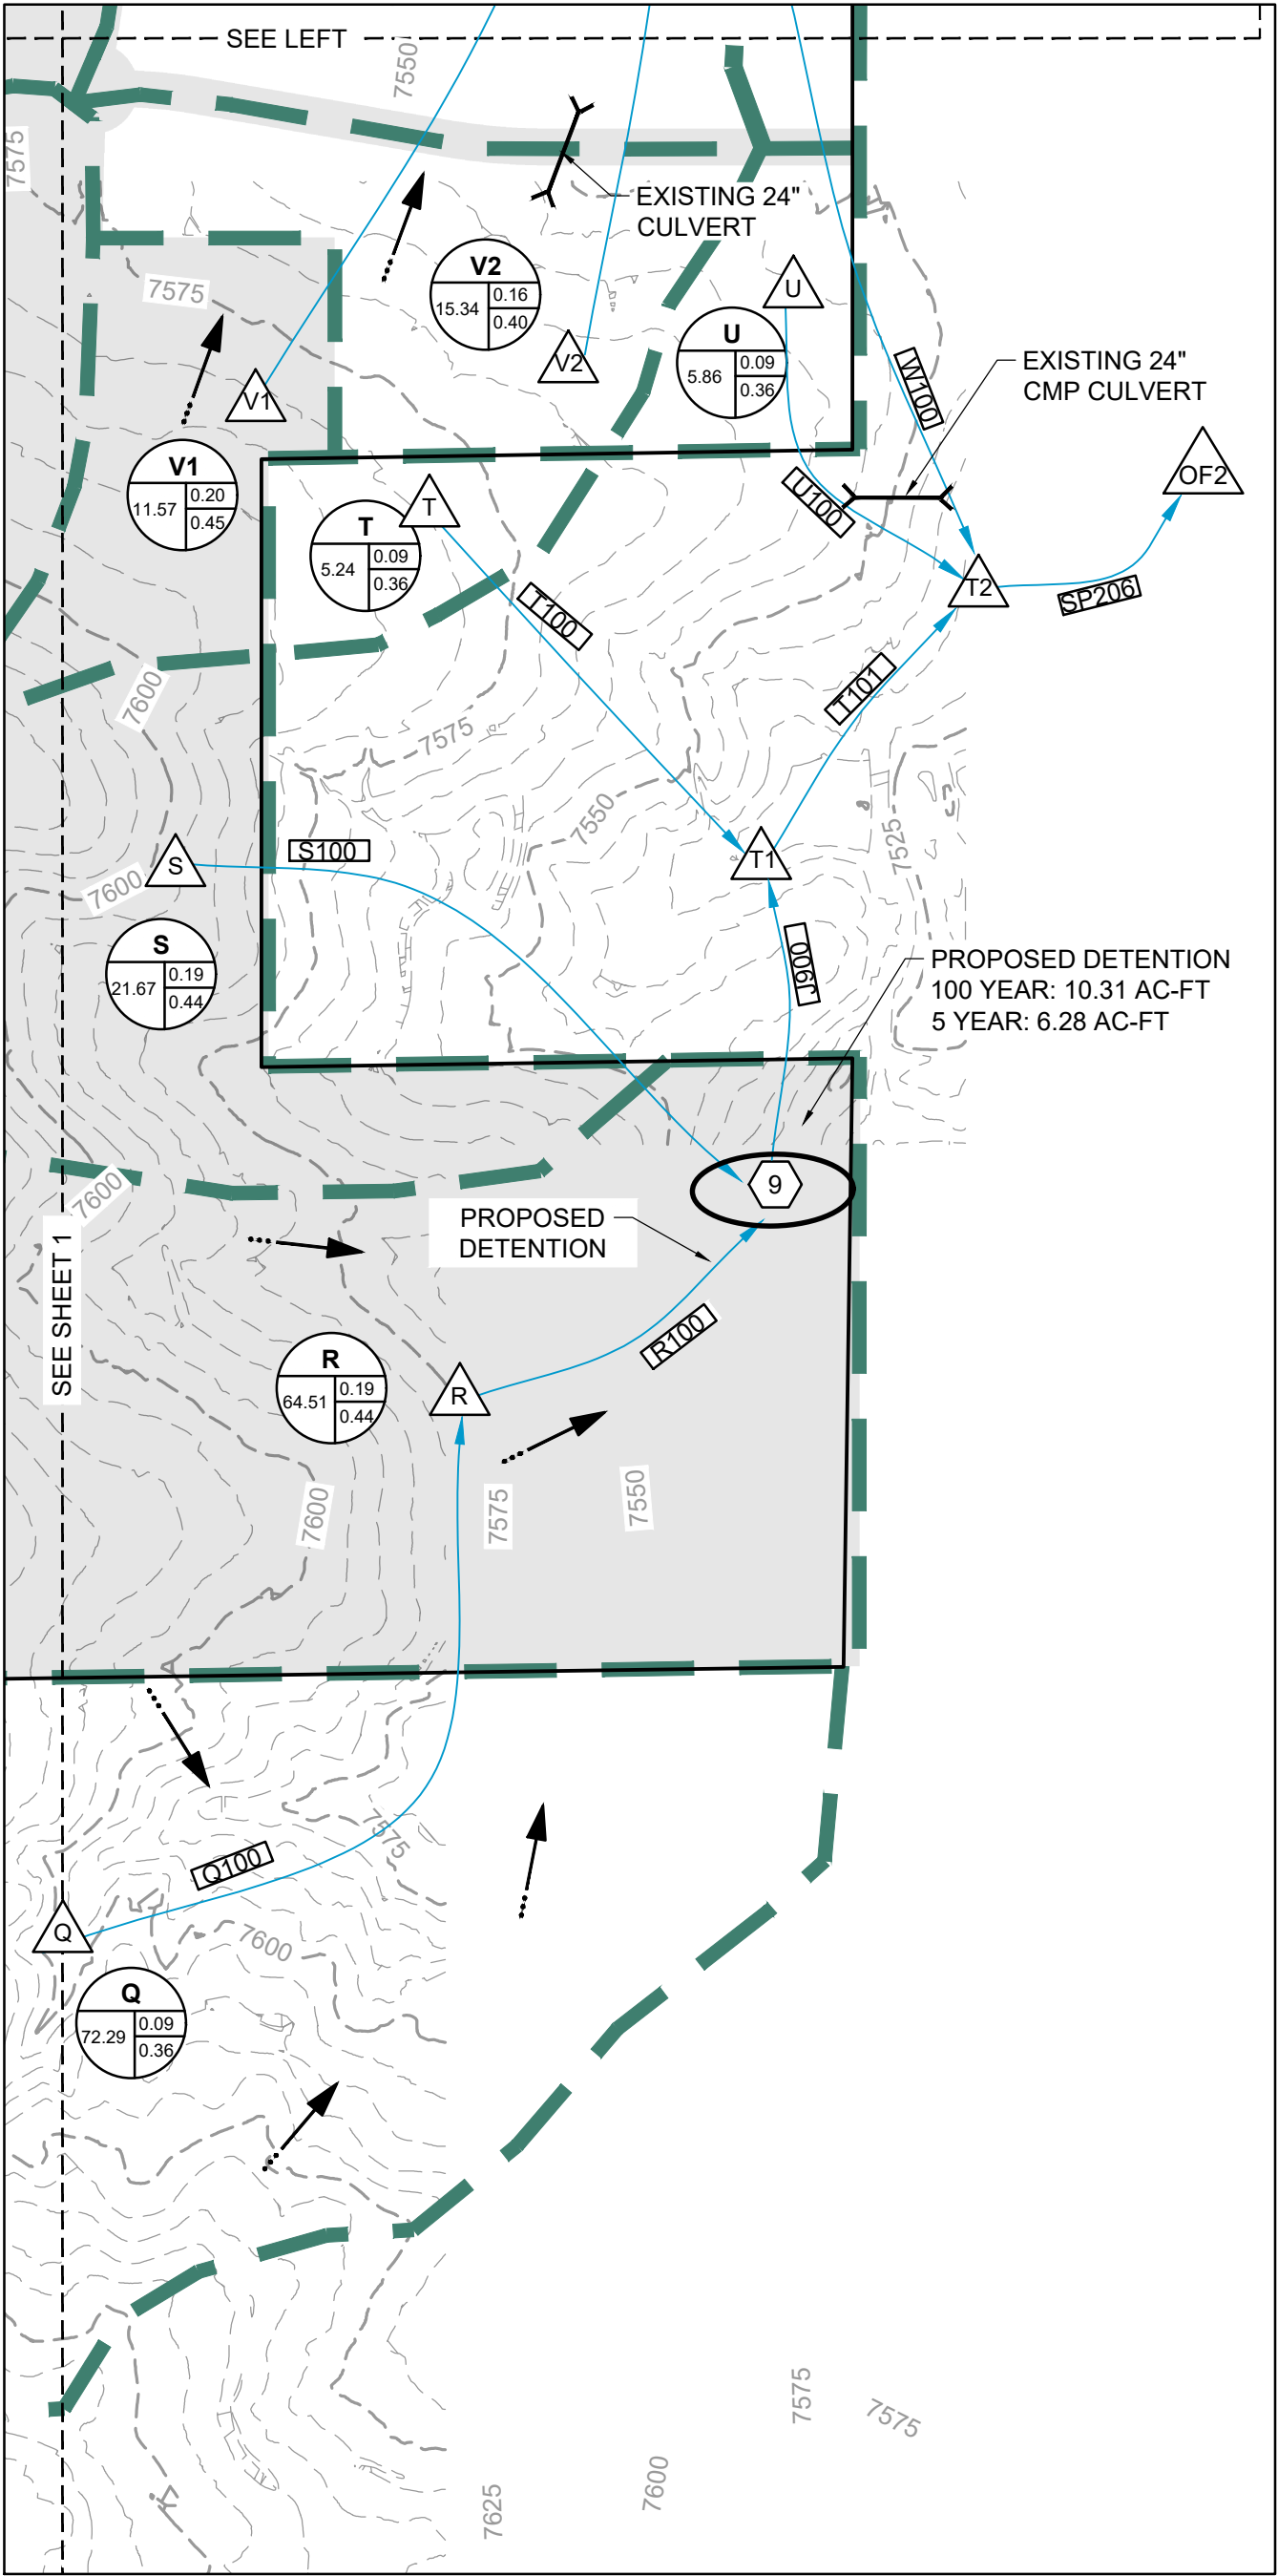 SEE LEFT
7550
7575
EXISTING 24"
CULVERT
7575
V2
15.34
0.16
0.40
U
V2
U
5.86
0.09
0.36
V1
W100
EXISTING 24"
CMP CULVERT
V1
11.57
0.20
0.45
OF2
T
T
5.24
0.09
0.36
U100
T2
SP206
T100
T101
7600
7575
7550
7525
S100
T1
S
7600
S
21.67
0.19
0.44
J900
PROPOSED DETENTION
100 YEAR: 10.31 AC-FT
5 YEAR: 6.28 AC-FT
7600
9
PROPOSED
DETENTION
SEE SHEET 1
R100
R
64.51
0.19
0.44
R
7600
7575
7550
7575
Q100
Q
7600
Q
72.29
0.09
0.36
7575
7575
7600
7625